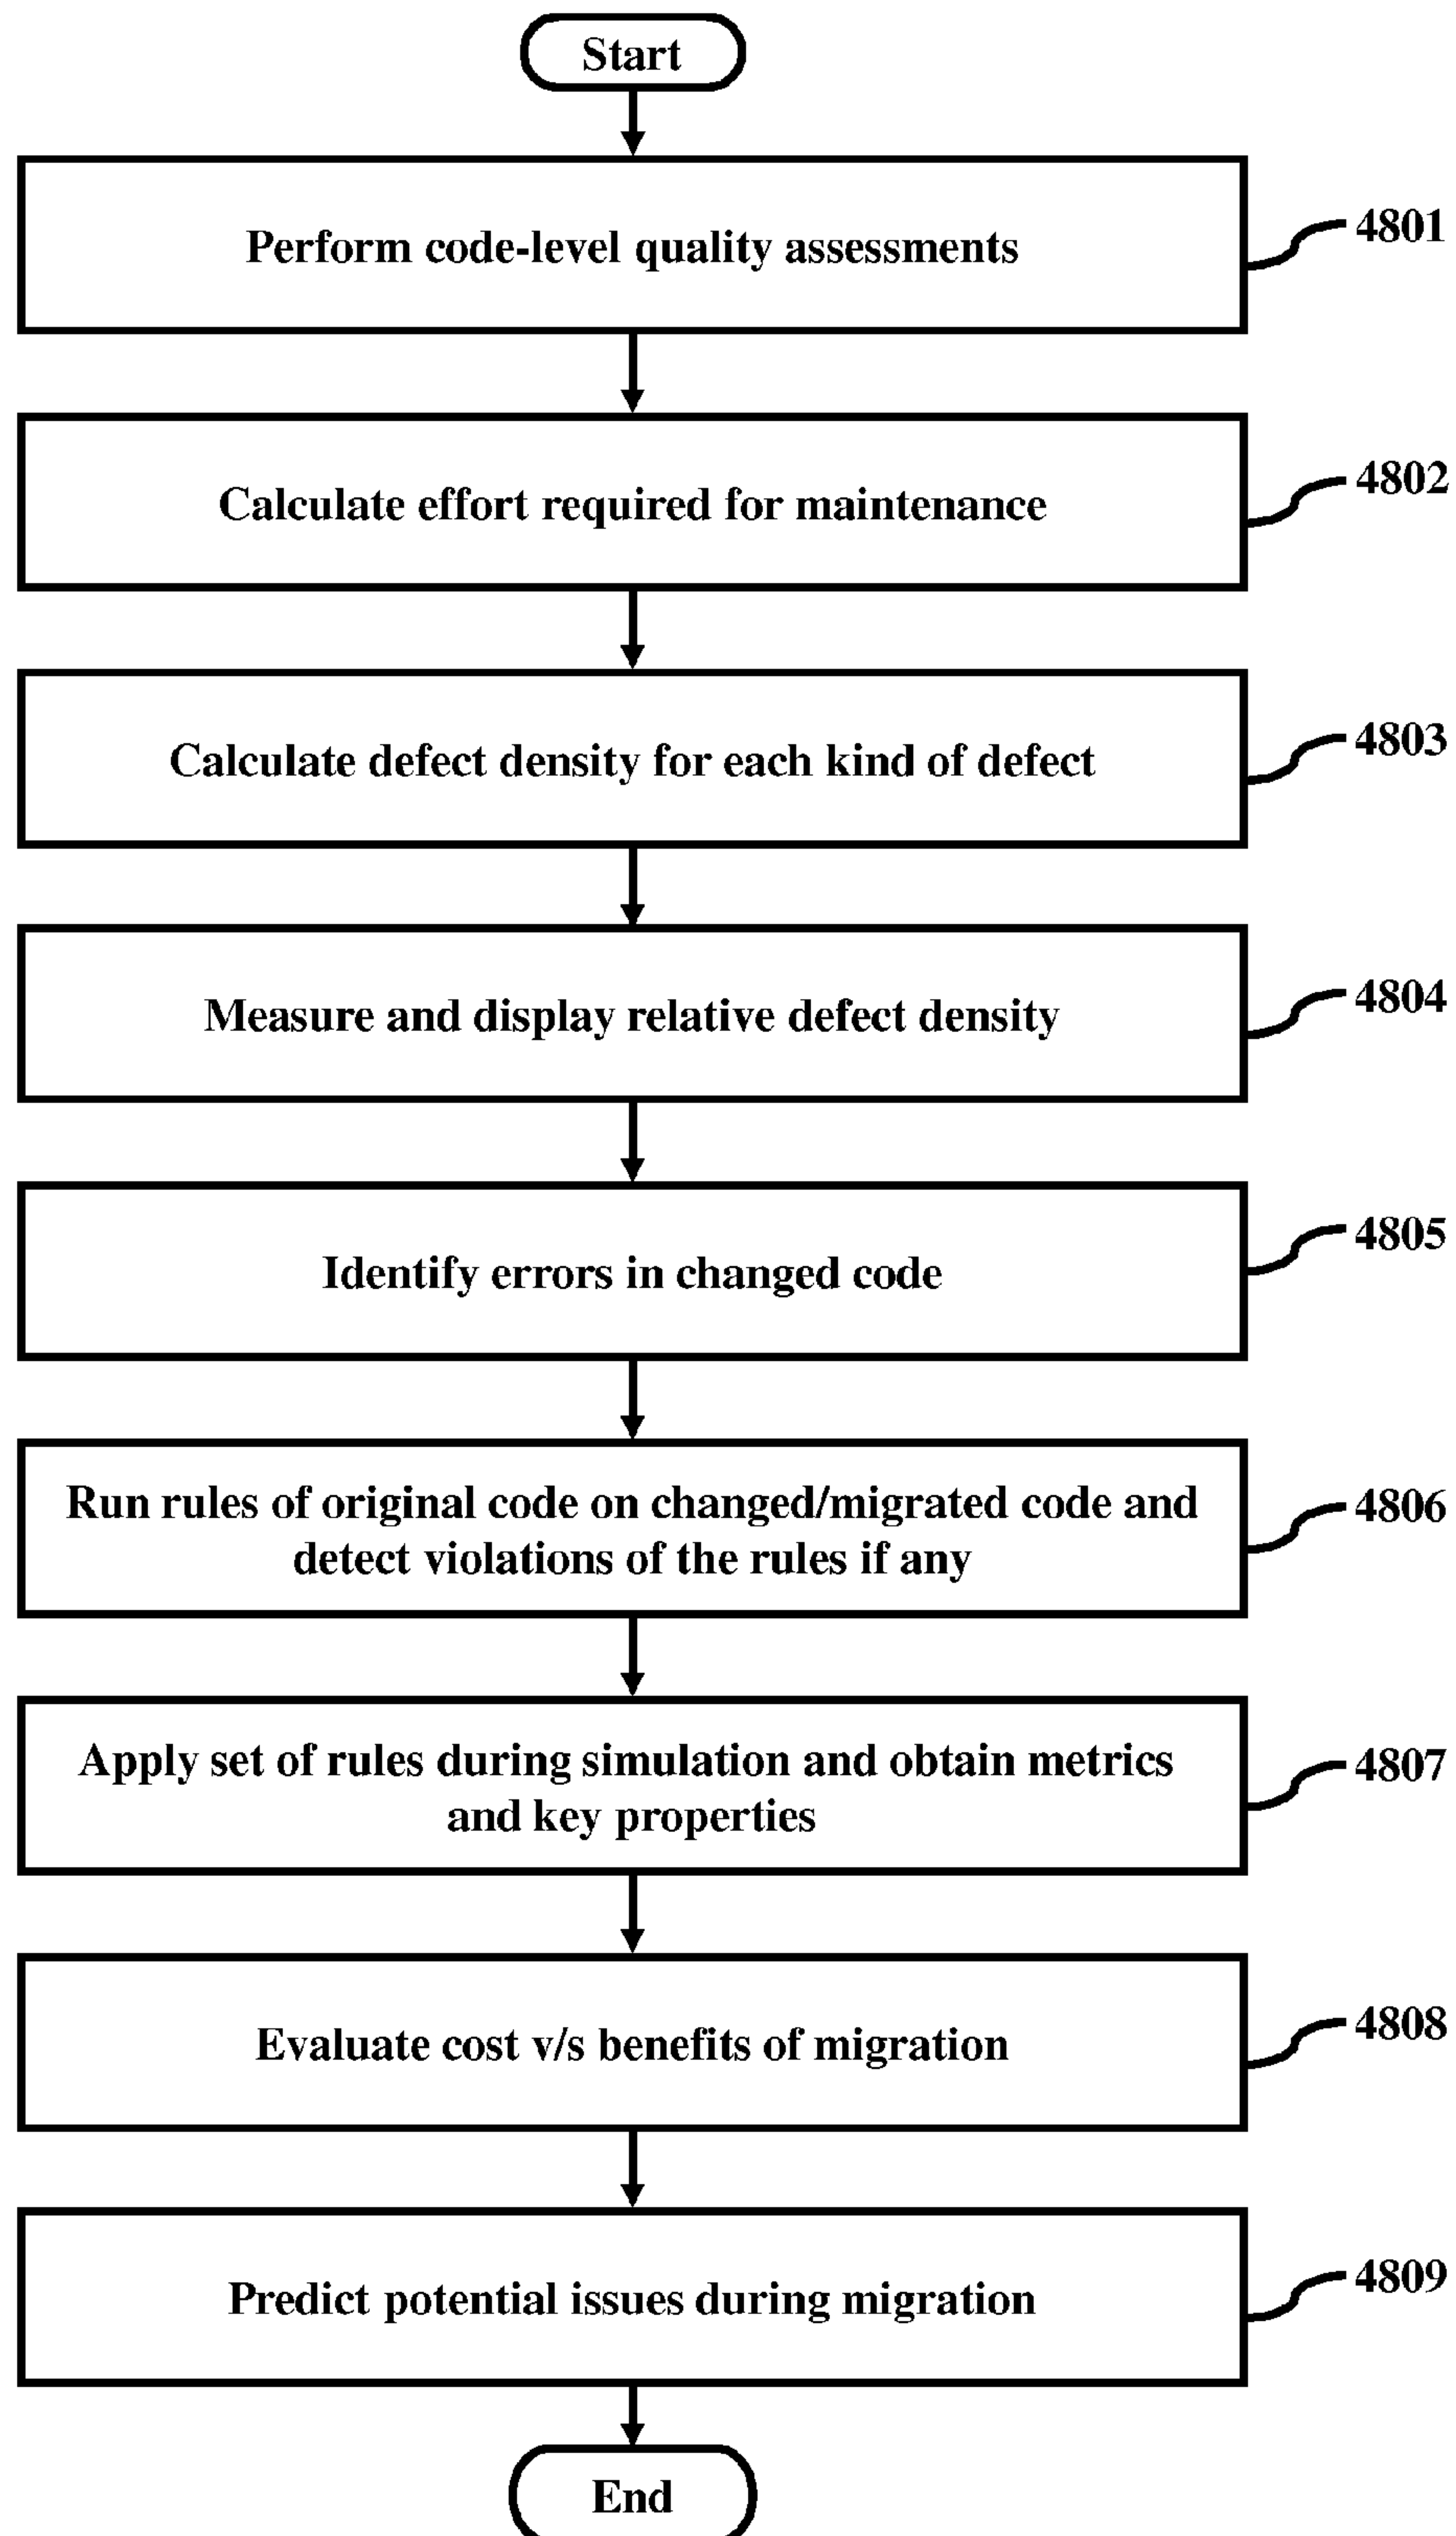 Start
Perform code-level quality assessments
4801
Calculate effort required for maintenance
4802
Calculate defect density for each kind of defect
4803
Measure and display relative defect density
4804
Identify errors in changed code
4805
Run rules of original code on changed/migrated code and
detect violations of the rules if any
4806
Apply set of rules during simulation and obtain metrics
and key properties
4807
Evaluate cost v/s benefits of migration
4808
Predict potential issues during migration
4809
End